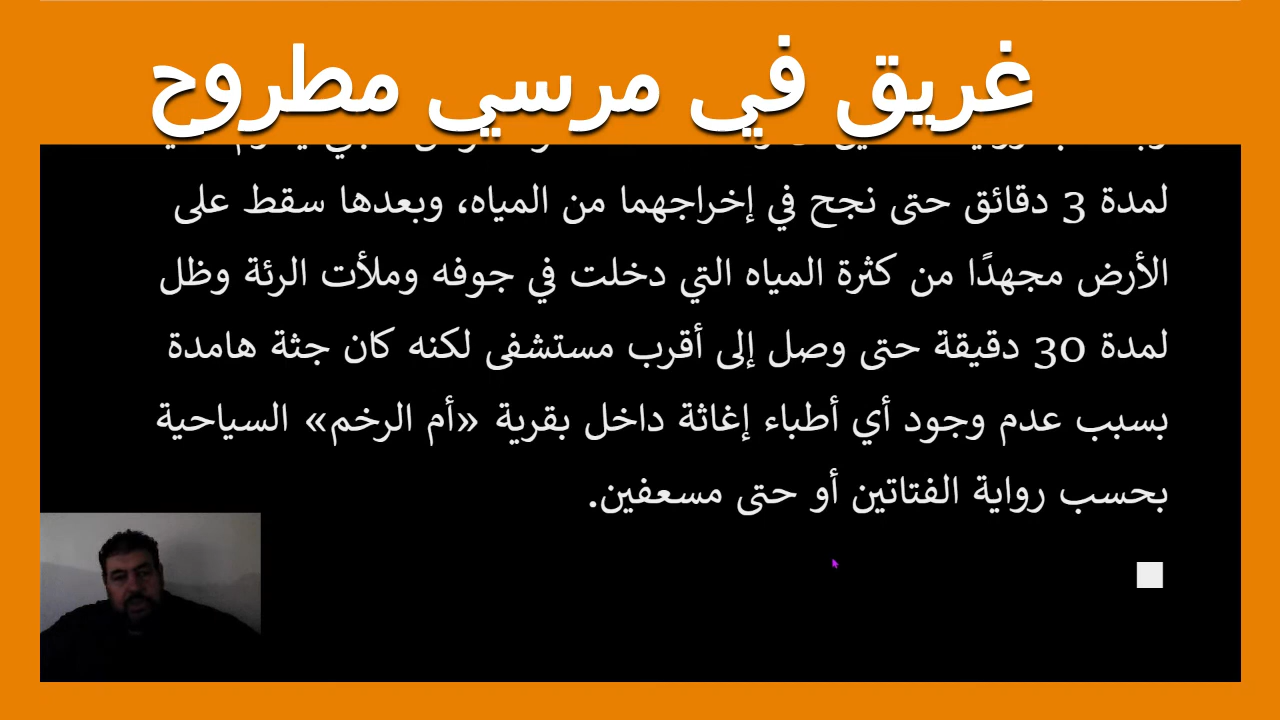 غريق في مرسي مطروح
لمدة 3 دقائق حتى نجح في إخراجهما من المياه، وبعدها سقط على
الأرض مجهدًا من كثرة المياه التي دخلت في جوفه وملأت الرئة وظل
لمدة 30 دقيقة حتى وصل إلى أقرب مستشفى لكنه كان جثة هامدة
بسبب عدم وجود أي أطباء إغاثة داخل بقرية «أم الرخم» السياحية
بحسب رواية الفتاتين أو حتى مسعفين.